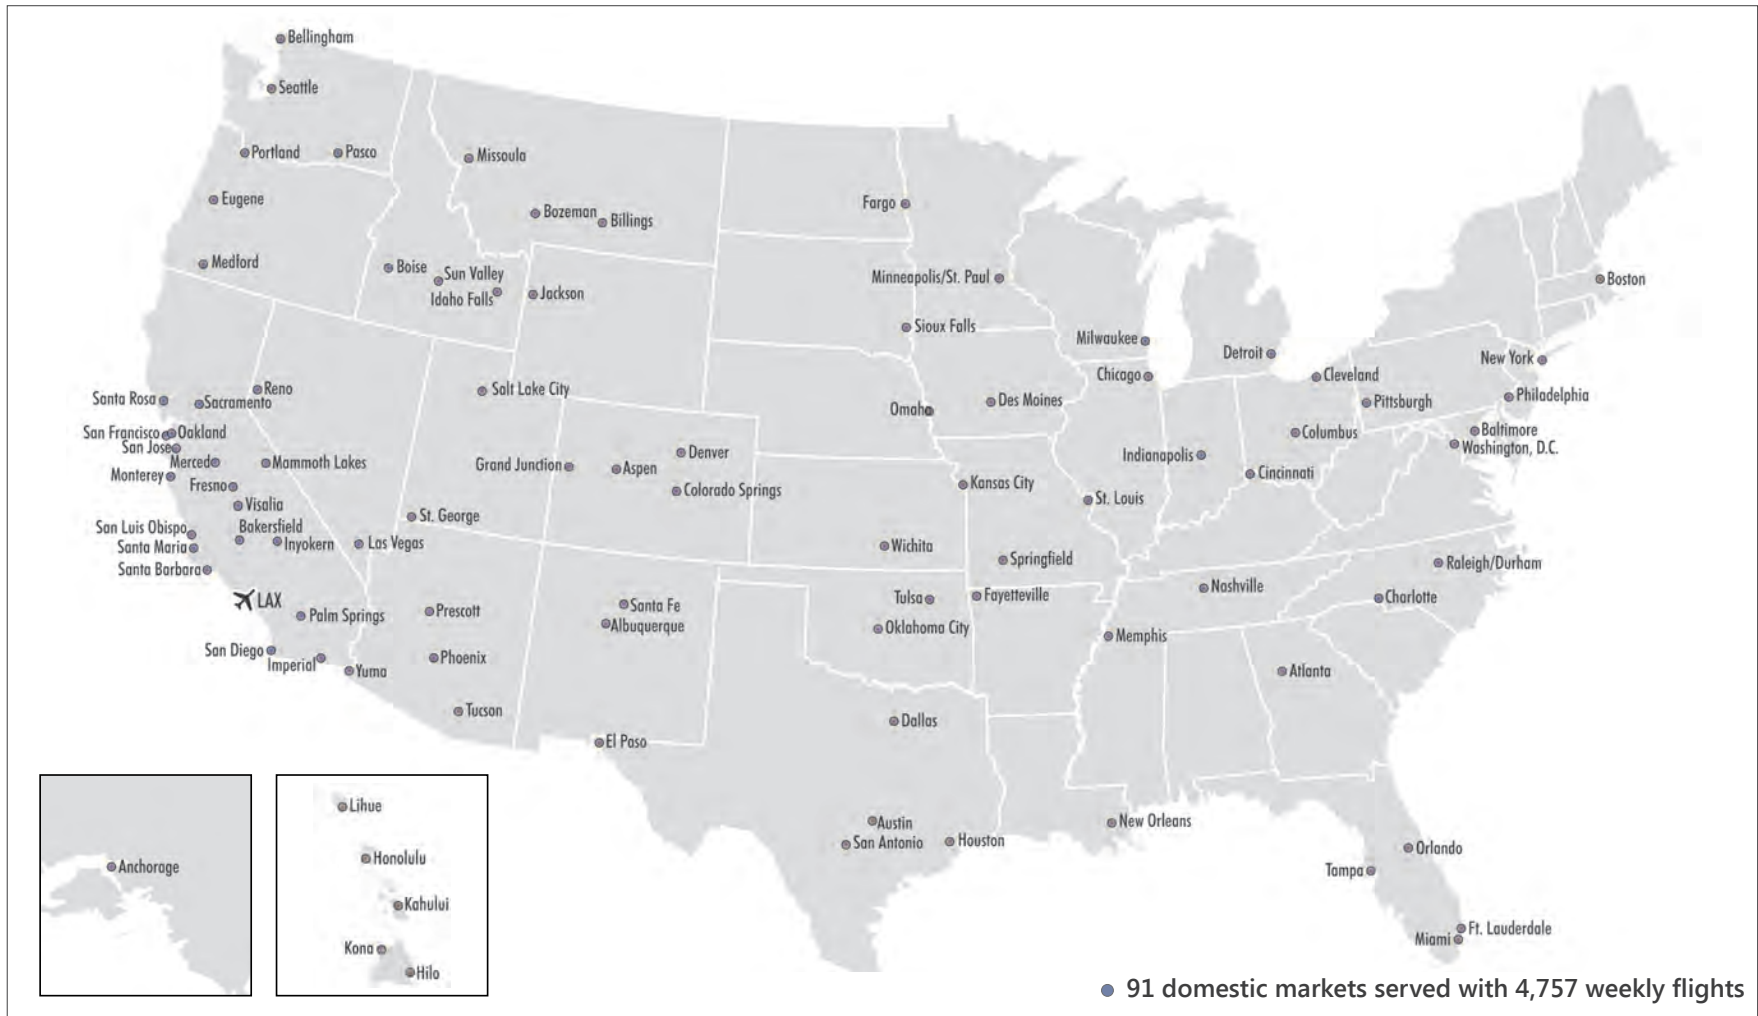 Bellingham
Seattle
Portland
Pasco
Missoula
Eugene
Bozeman
Billings
Fargo
Medford
Boise
Sun Valley
Idaho Falls
Jackson
Minneapolis/St. Paul
Boston
Sioux Falls
Milwaukee
Detroit
New York
Chicago
Cleveland
Reno
Salt Lake City
Santa Rosa
Sacramento
Omaha
Des Moines
Pittsburgh
Philadelphia
San Francisco
Oakland
Columbus
Baltimore
San Jose
Washington, D.C.
Merced
Mammoth Lakes
Grand Junction
Aspen
Denver
Indianapolis
Monterey
Fresno
Colorado Springs
Kansas City
Cincinnati
St. Louis
Visalia
St. George
San Luis Obispo
Bakersfield
Santa Maria
Inyokern
Las Vegas
Wichita
Springfield
Santa Barbara
Raleigh/Durham
LAX
Palm Springs
Prescott
Santa Fe
Albuquerque
Tulsa
Fayetteville
Nashville
Charlotte
Oklahoma City
Memphis
San Diego
Imperial
Yuma
Phoenix
Atlanta
Tucson
Dallas
El Paso
Lihue
Austin
San Antonio
Houston
New Orleans
Anchorage
Honolulu
Orlando
Tampa
Kahului
Kona
Hilo
Ft. Lauderdale
Miami
91 domestic markets served with 4,757 weekly flights